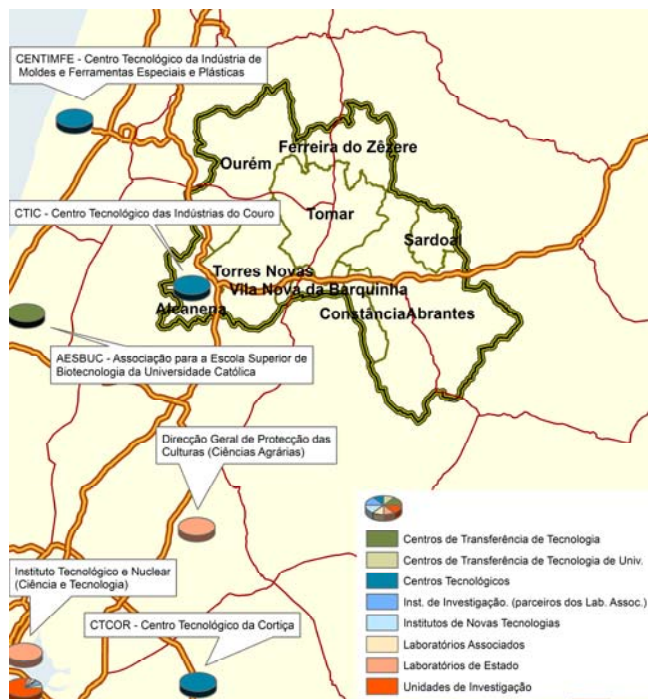 CENTIMFE - Centro Tecnológico da Indústria de
Moldes e Ferramentas Especiais e Plásticas
Ferreira do Zêzere
Ourém
CTIC - Centro Tecnológico das Indústrias do Couro
Tomar
Sardoal
Torres Novas
Vila Nova da Barquinha
Alcanena
Constância
Abrantes
AESBUC - Associação para a Escola Superior de
Biotecnologia da Universidade Católica
Direcção Geral de Protecção das
Culturas (Ciências Agrárias)
Instituto Tecnológico e Nuclear
(Ciência e Tecnologia)
CTCOR - Centro Tecnológico da Cortiça
Centros de Transferência de Tecnologia
Centros de Transferência de Tecnologia de Univ.
Centros Tecnológicos
Inst. de Investigação. (parceiros dos Lab. Assoc.)
Institutos de Novas Tecnologias
Laboratórios Associados
Laboratórios de Estado
Unidades de Investigação